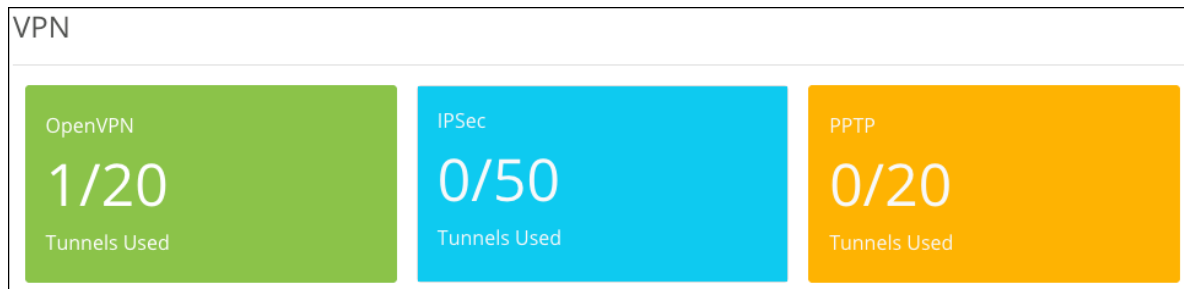 VPN
OpenVPN
1/20
Tunnels Used
IPSec
0/50
Tunnels Used
PPTP
0/20
Tunnels Used